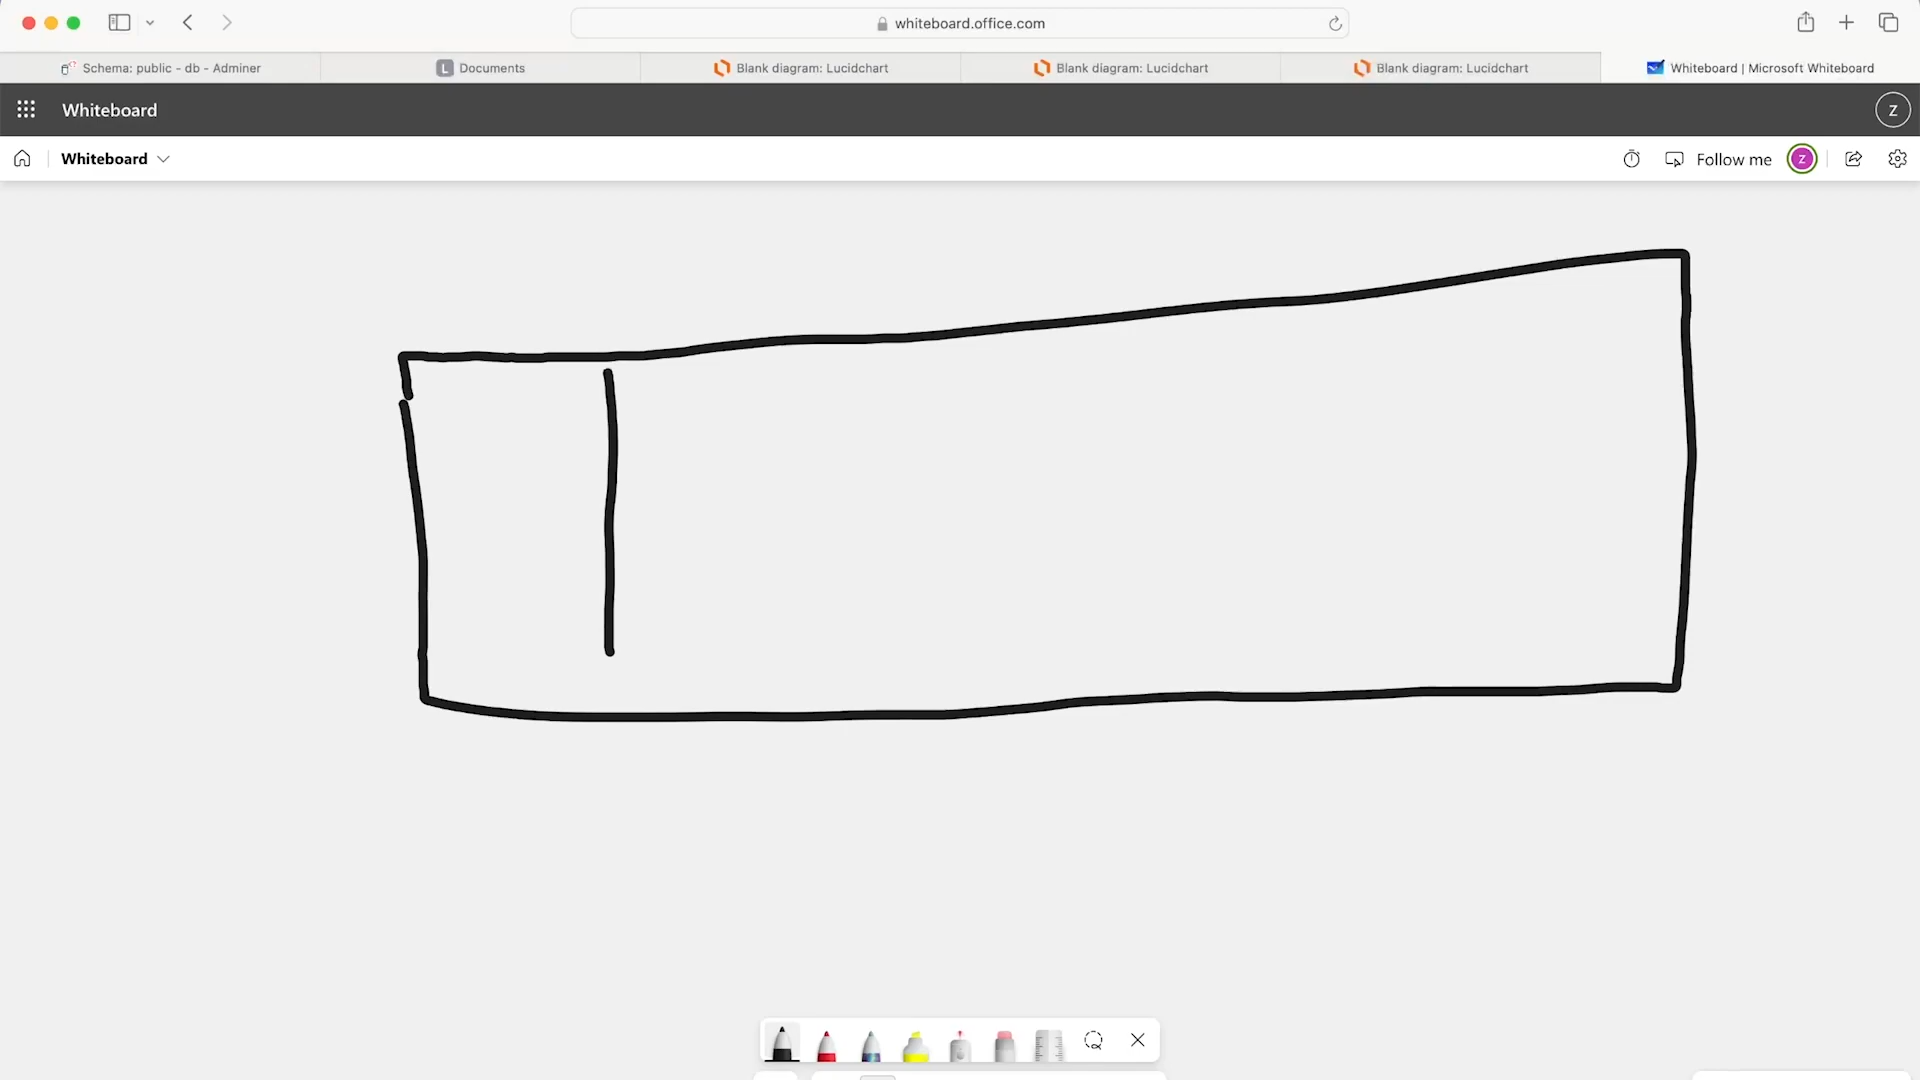 whiteboard.office.com
Schema: public - db - Adminer
L Documents
Blank diagram: Lucidchart
Blank diagram: Lucidchart
Blank diagram: Lucidchart
Whiteboard | Microsoft Whiteboard
Whiteboard
Z
Whiteboard
Follow me
Z